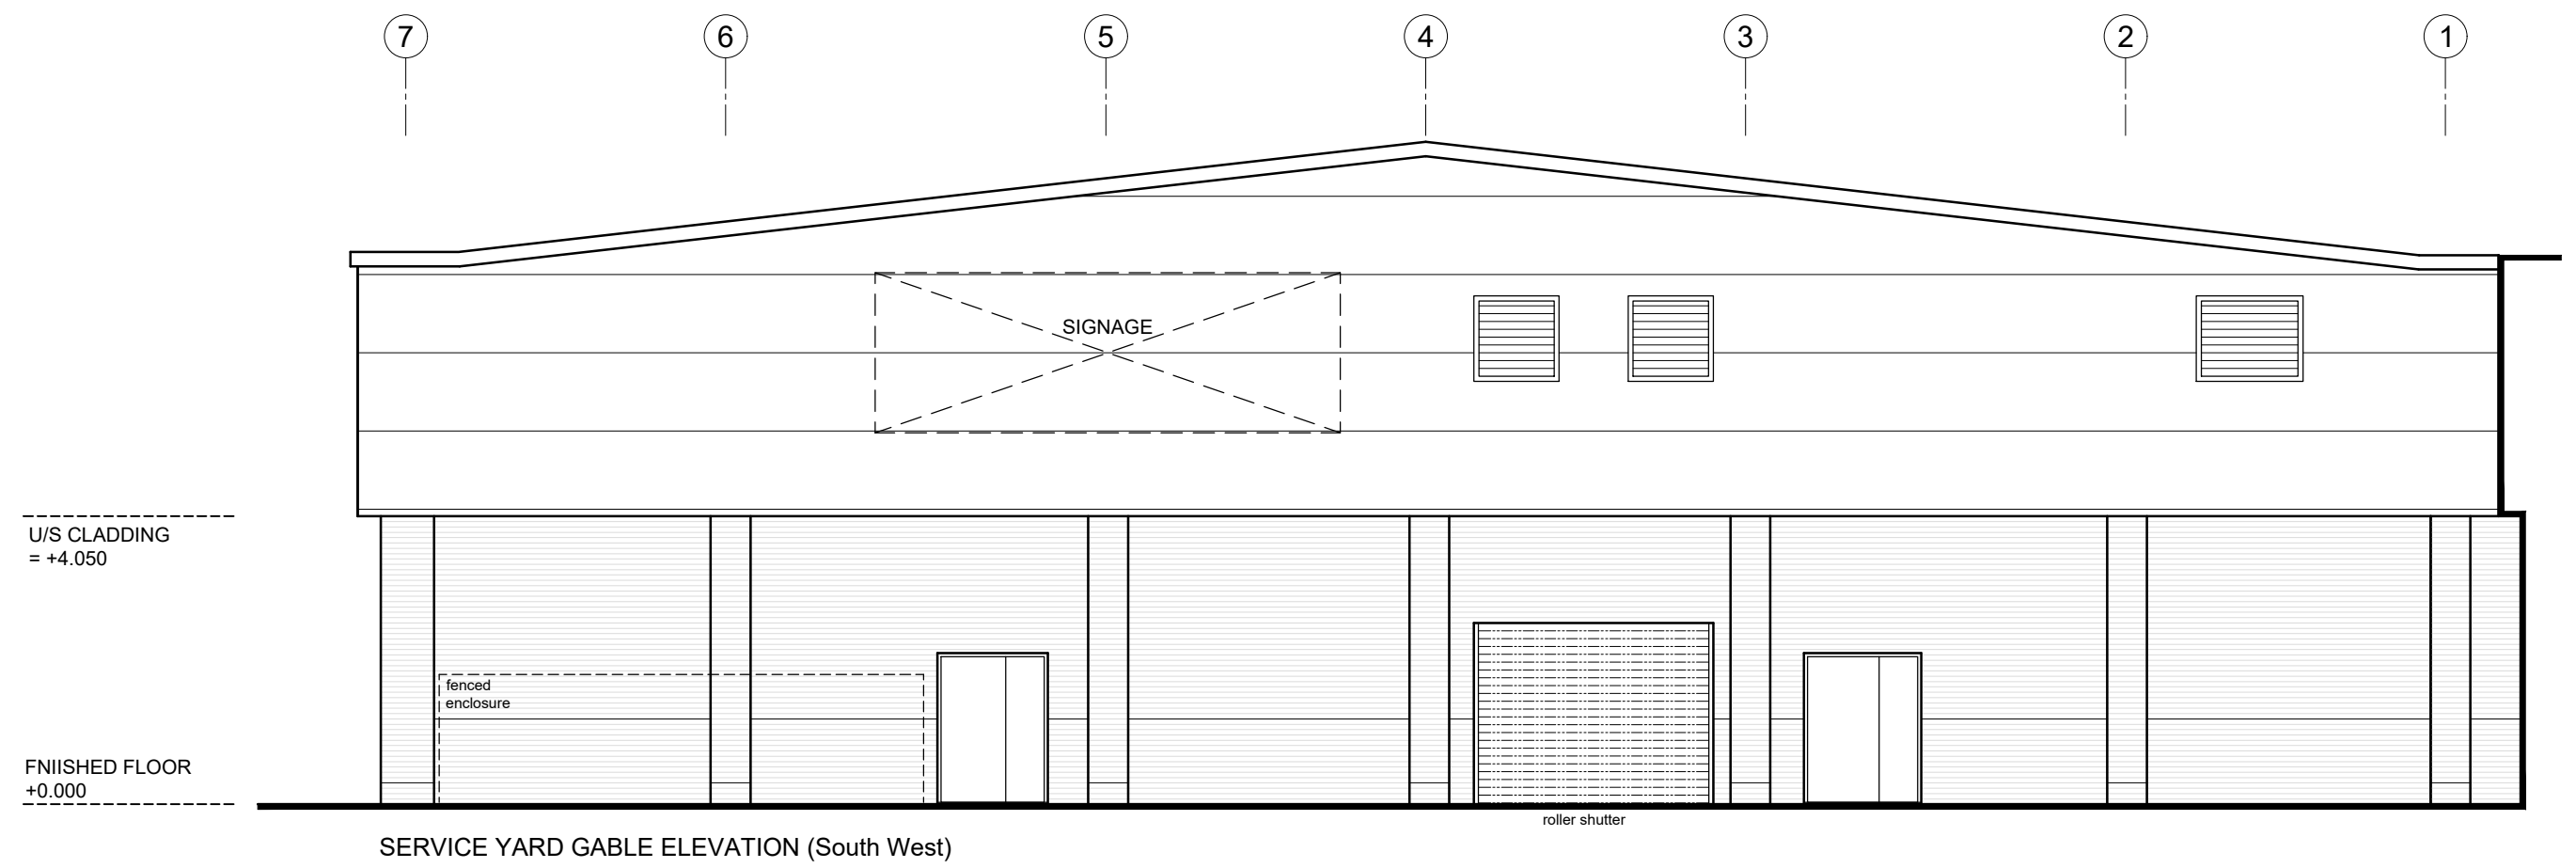 7 6 5 4 3 2 1
SIGNAGE
U/S CLADDING
= +4.050
fenced
enclosure
FNIISHED FLOOR
+0.000
roller shutter
SERVICE YARD GABLE ELEVATION (South West)